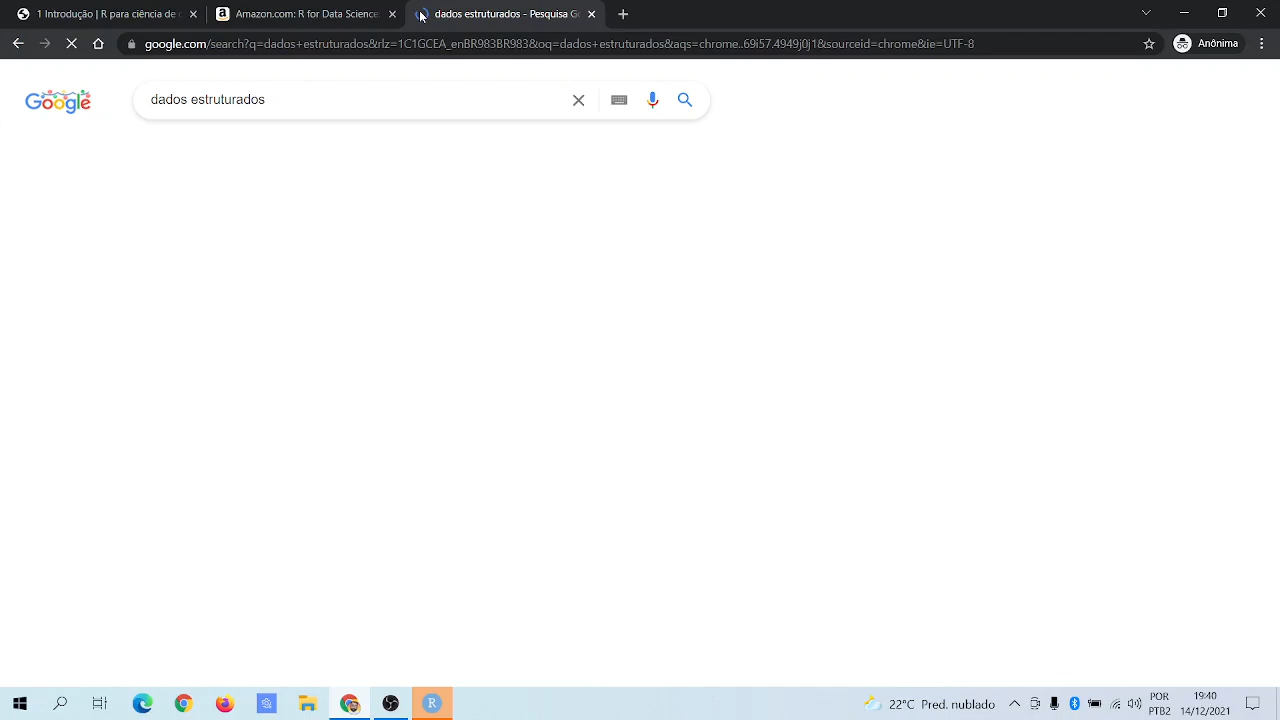 1 Introdução | R para ciência de
Amazon.com: R for Data Science:
dados estruturados - Pesquisa Go
google.com/search?q=dados+estruturados&rlz=1C1GCEA_enBR983BR983&oq=dados+estruturados&aqs=chrome..69i57.4949j0j1&sourceid=chrome&ie=UTF-8
Anônima
Google
dados estruturados
R
22°C Pred. nublado
POR
PTB2
19:40
14/12/2021